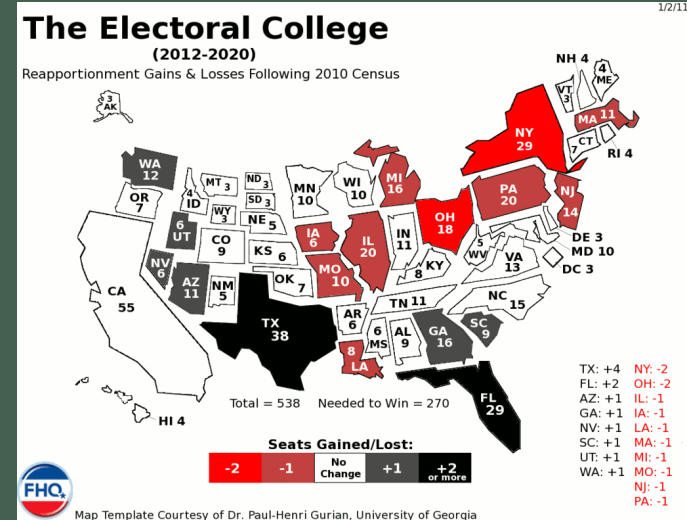 1/2/11
The Electoral College
(2012-2020)
Reapportionment Gains & Losses Following 2010 Census
NH 4
4
ME
VT
3
3
AK
MA 11
NY
29
CT
7
RI 4
WA
12
MT 3
ND 3
MN
10
WI
10
MI
16
PA
20
NJ
14
OR
7
4
ID
SD 3
WY
3
NE 5
IA
6
IL
20
IN
11
OH
18
DE 3
MD 10
DC 3
5
WV
VA
13
6
UT
CO
9
KS 6
MO
10
8 KY
NV
6
CA
55
AZ
11
NM
5
OK 7
TN 11
NC 15
AR
6
TX
38
6
MS
AL
9
GA
16
SC
9
8
LA
FL
29
HI 4
Total = 538 Needed to Win = 270
TX: +4 NY: -2
FL: +2 OH: -2
AZ: +1 IL: -1
GA: +1 IA: -1
NV: +1 LA: -1
SC: +1 MA: -1
UT: +1 MI: -1
WA: +1 MO: -1
NJ: -1
PA: -1
Seats Gained/Lost:
-2 -1 No Change +1 +2 or more
FHQ
Map Template Courtesy of Dr. Paul-Henri Gurian, University of Georgia